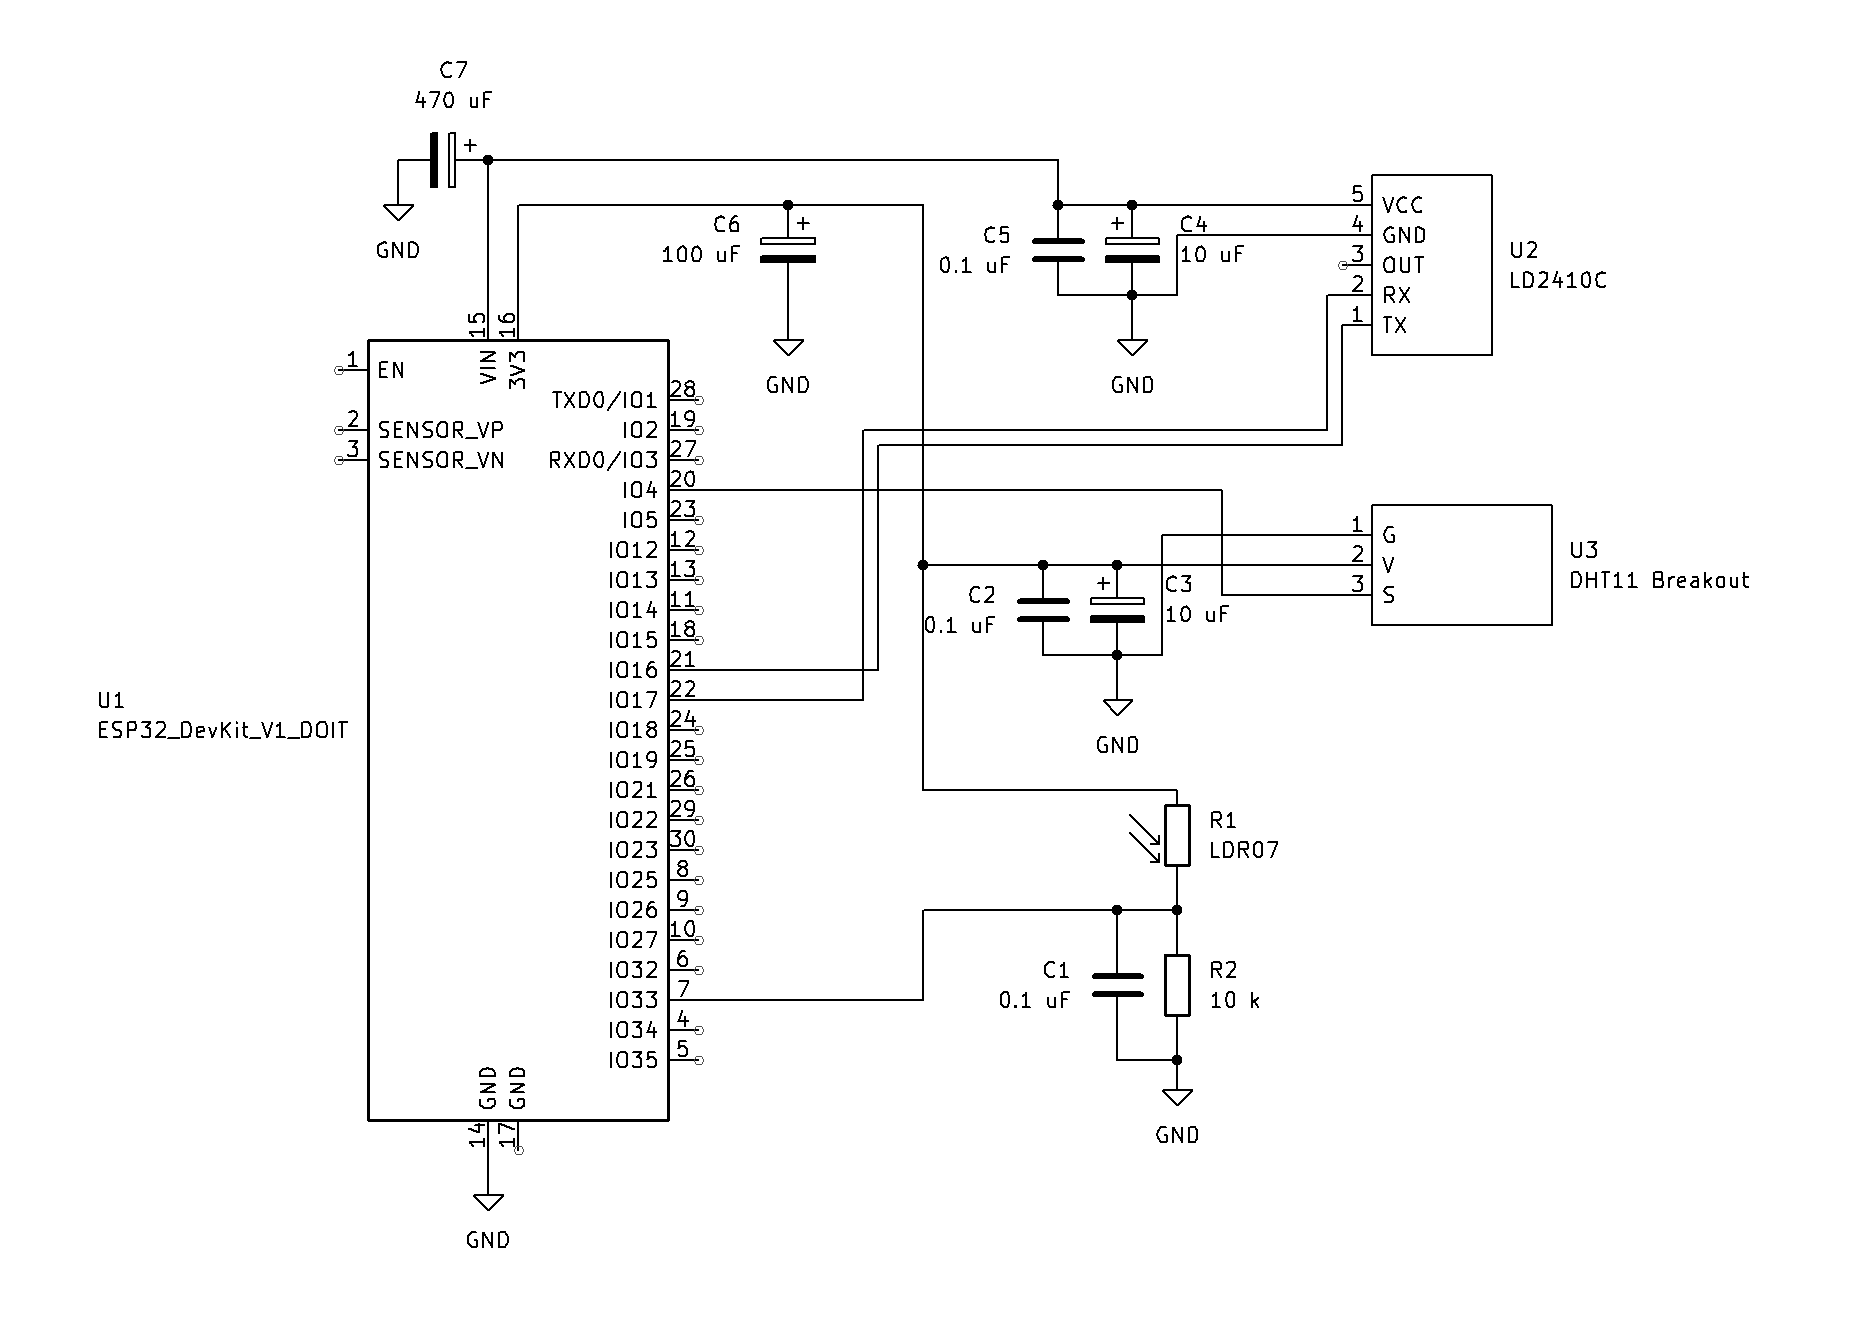 C7
470 uF
+
GND
C6
100 uF
+
GND
C5
0.1 uF
+
C4
10 uF
GND
5 VCC
4 GND
3 OUT
2 RX
1 TX
U2
LD2410C
15 VIN
16 3V3
1 EN
2 SENSOR_VP
3 SENSOR_VN
TXD0/IO1 28
IO2 19
RXD0/IO3 27
IO4 20
IO5 23
IO12 12
IO13 13
IO14 11
IO15 18
IO16 21
IO17 22
IO18 24
IO19 25
IO21 26
IO22 29
IO23 30
IO25 8
IO26 9
IO27 10
IO32 6
IO33 7
IO34 4
IO35 5
U1
ESP32_DevKit_V1_DOIT
GND 14
GND 17
GND
1 G
2 V
3 S
U3
DHT11 Breakout
C2
0.1 uF
+
C3
10 uF
GND
R1
LDR07
C1
0.1 uF
R2
10 k
GND